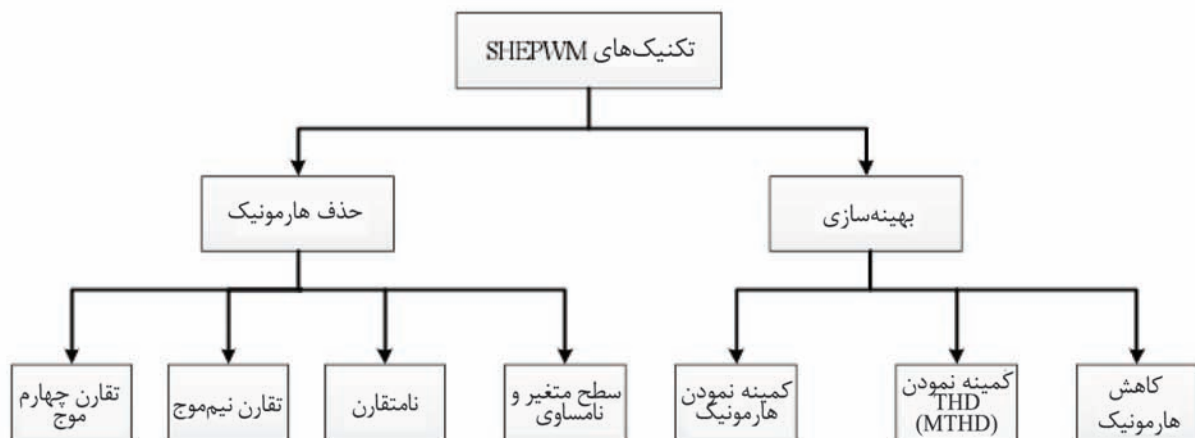 تکنیک‌های SHEPWM
بهینه‌سازی
حذف هارمونیک
کاهش
هارمونیک
کمینه نمودن
THD
(MTHD)
کمینه نمودن
هارمونیک
سطح متغیر و
نامساوی
نامتقارن
تقارن نیم‌موج
تقارن چهارم
موج